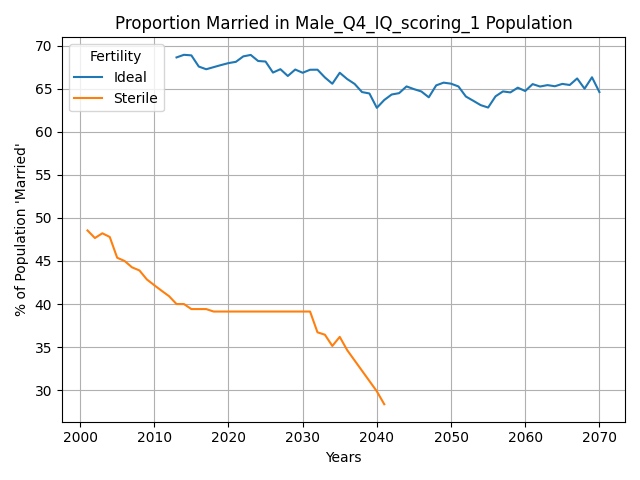 Proportion Married in Male_Q4_IQ_scoring_1 Population
Fertility
Ideal
Sterile
% of Population 'Married'
70
65
60
55
50
45
40
35
30
2000 2010 2020 2030 2040 2050 2060 2070
Years